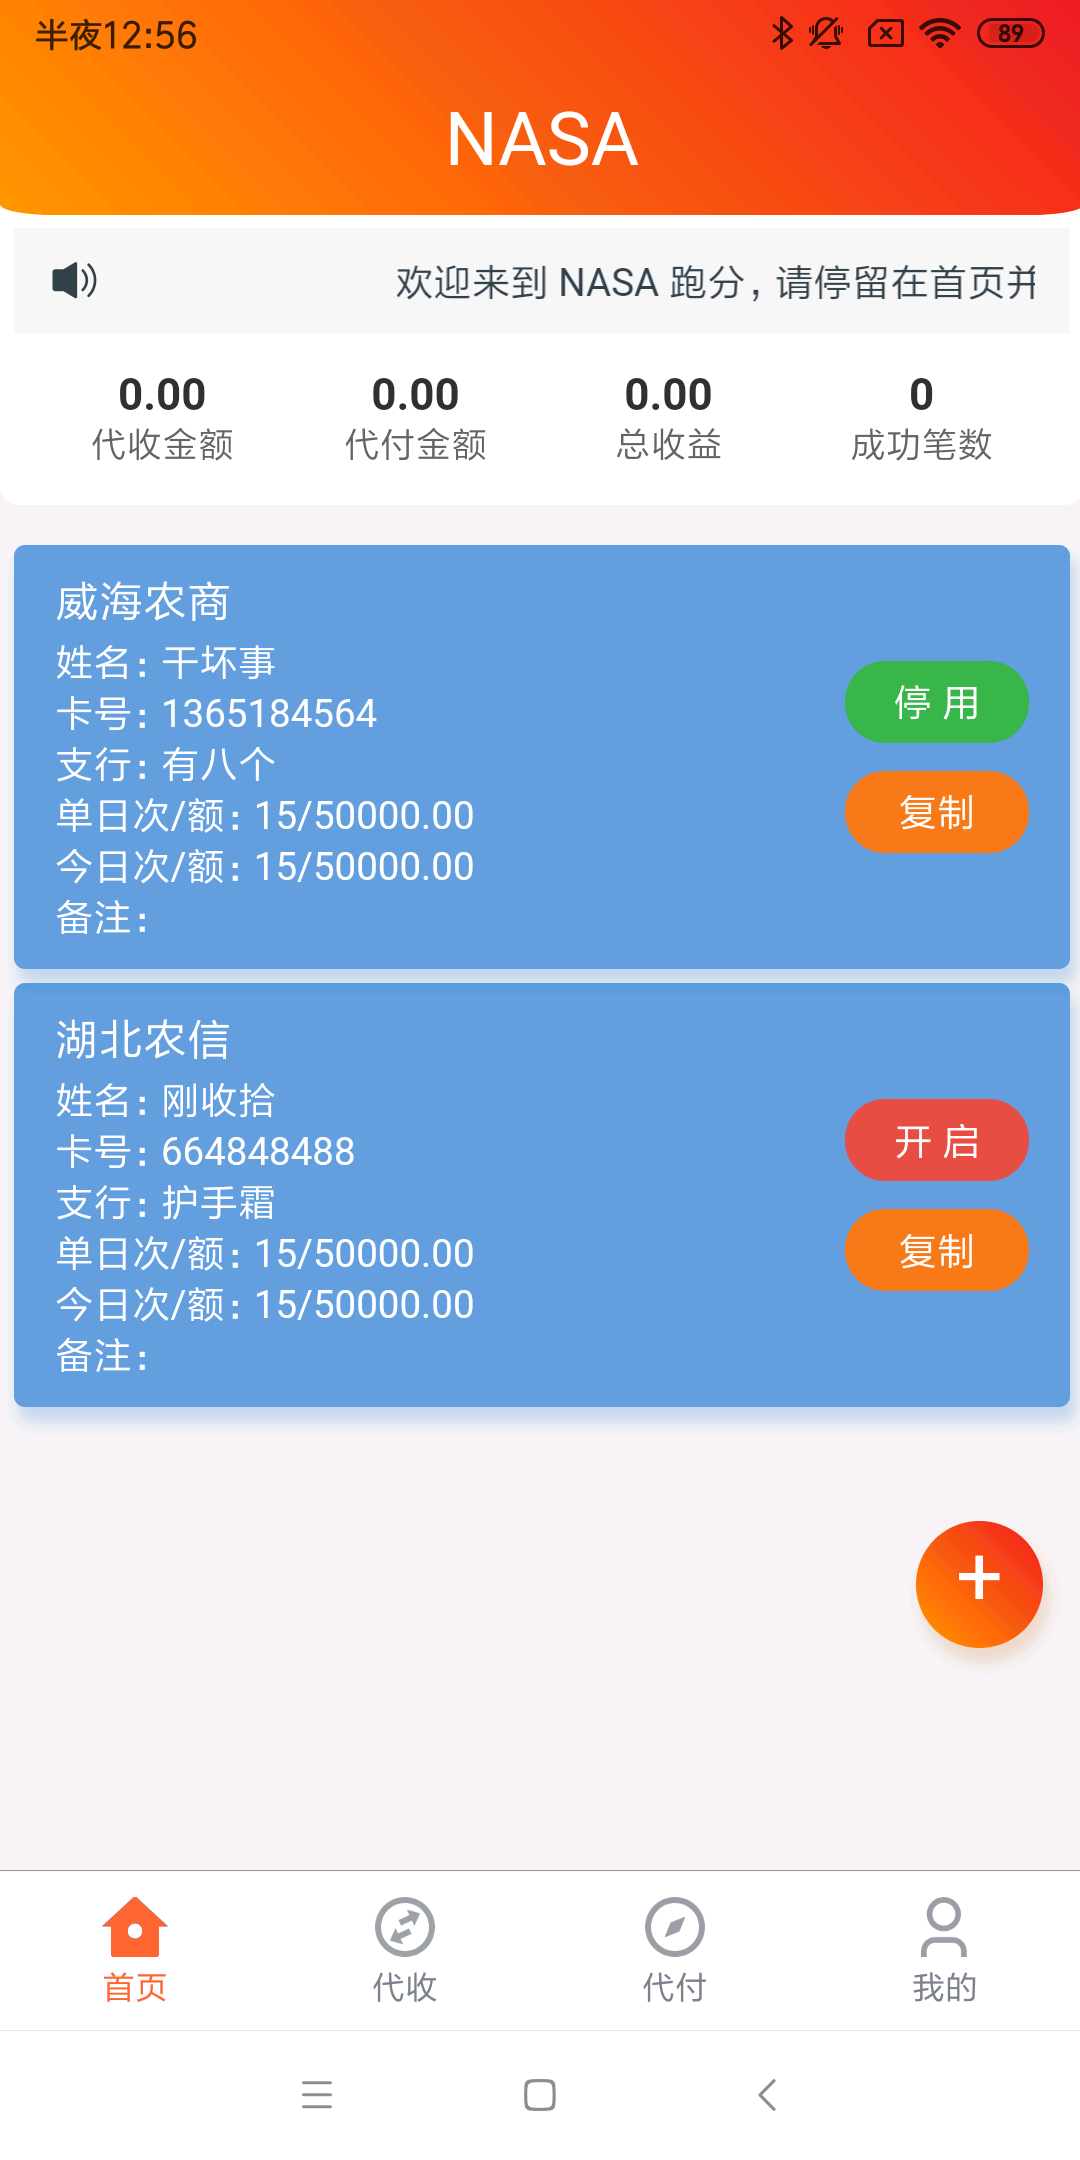 半夜12:56
89
NASA
欢迎来到 NASA 跑分，请停留在首页并
0.00 0.00 0.00 0
代收金额 代付金额 总收益 成功笔数
威海农商
姓名：干坏事
卡号：1365184564
支行：有八个
单日次/额：15/50000.00
今日次/额：15/50000.00
备注：
停 用
复制
湖北农信
姓名：刚收拾
卡号：664848488
支行：护手霜
单日次/额：15/50000.00
今日次/额：15/50000.00
备注：
开 启
复制
+
首页 代收 代付 我的